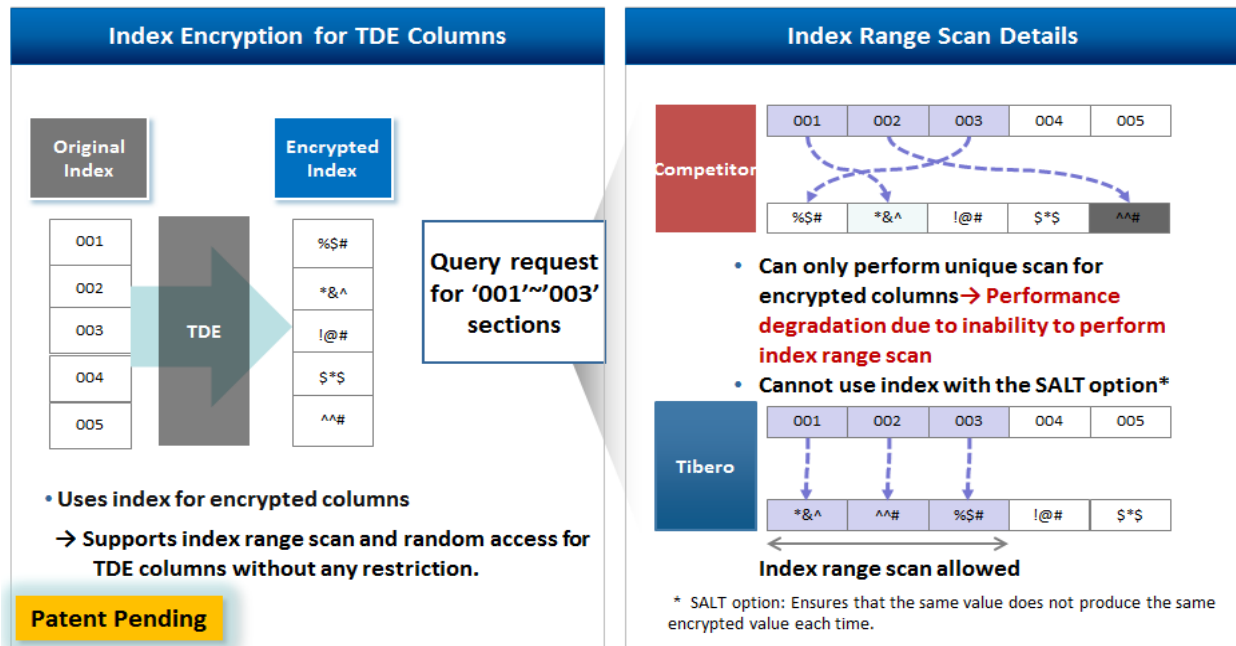 Index Encryption for TDE Columns
Original
Index
Encrypted
Index
001
002
003
004
005
TDE
%$#
*&^
!@#
$*$
^^#
Query request
for ‘001’~’003’
sections
• Uses index for encrypted columns
→ Supports index range scan and random access for
TDE columns without any restriction.
Patent Pending
Index Range Scan Details
Competitor
001 002 003 004 005
%$# *&^ !@# $*$ ^^#
• Can only perform unique scan for
encrypted columns→ Performance
degradation due to inability to perform
index range scan
• Cannot use index with the SALT option*
Tibero
001 002 003 004 005
*&^ ^^# %$# !@# $*$
Index range scan allowed
* SALT option: Ensures that the same value does not produce the same
encrypted value each time.